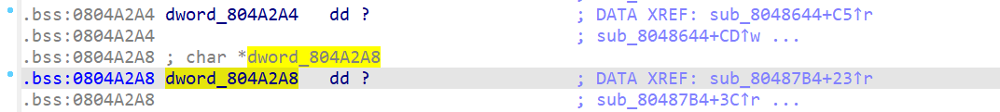 .bss:0804A2A4 dword_804A2A4 dd ? ; DATA XREF: sub_8048644+C5↑r
.bss:0804A2A4 ; sub_8048644+CD↑w ...
.bss:0804A2A8 ; char *dword_804A2A8
.bss:0804A2A8 dword_804A2A8 dd ? ; DATA XREF: sub_80487B4+23↑r
.bss:0804A2A8 ; sub_80487B4+3C↑r ...